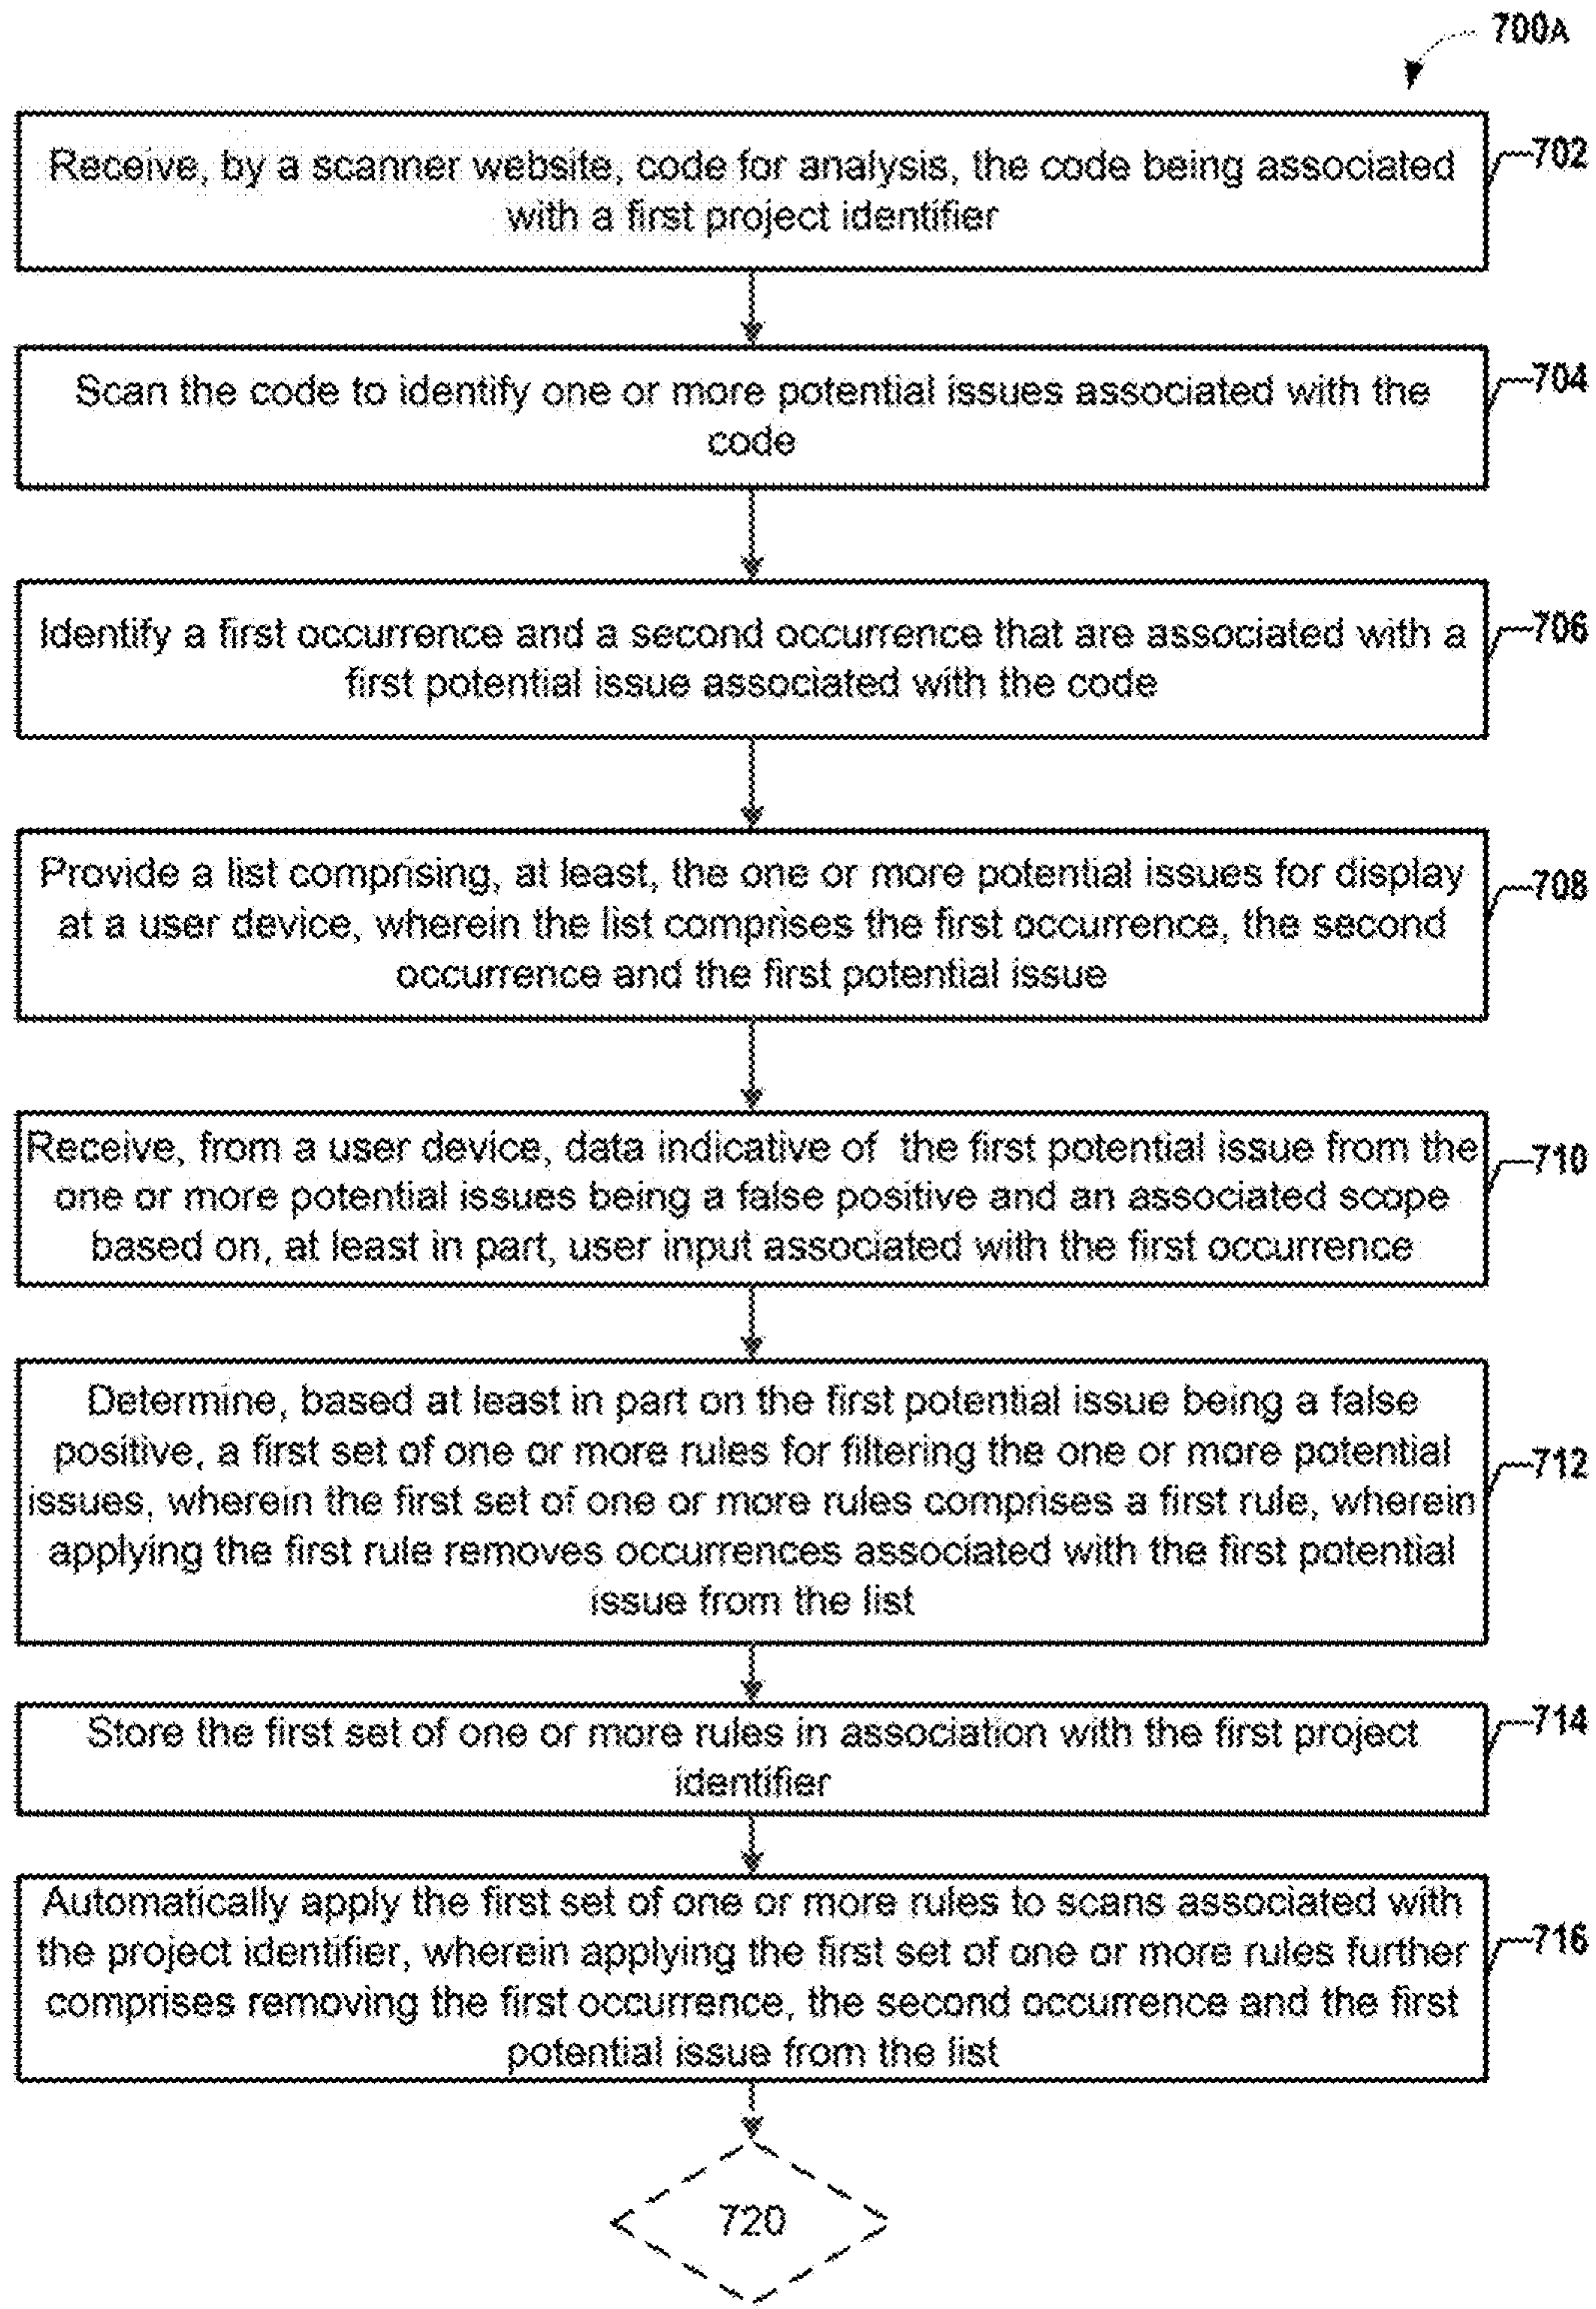 700A
Receive, by a scanner website, code for analysis, the code being associated
with a first project identifier
702
Scan the code to identify one or more potential issues associated with the
code
704
Identify a first occurrence and a second occurrence that are associated with a
first potential issue associated with the code
706
Provide a list comprising, at least, the one or more potential issues for display
at a user device, wherein the list comprises the first occurrence, the second
occurrence and the first potential issue
708
Receive, from a user device, data indicative of the first potential issue from the
one or more potential issues being a false positive and an associated scope
based on, at least in part, user input associated with the first occurrence
710
Determine, based at least in part on the first potential issue being a false
positive, a first set of one or more rules for filtering the one or more potential
issues, wherein the first set of one or more rules comprises a first rule, wherein
applying the first rule removes occurrences associated with the first potential
issue from the list
712
Store the first set of one or more rules in association with the first project
identifier
714
Automatically apply the first set of one or more rules to scans associated with
the project identifier, wherein applying the first set of one or more rules further
comprises removing the first occurrence, the second occurrence and the first
potential issue from the list
716
720